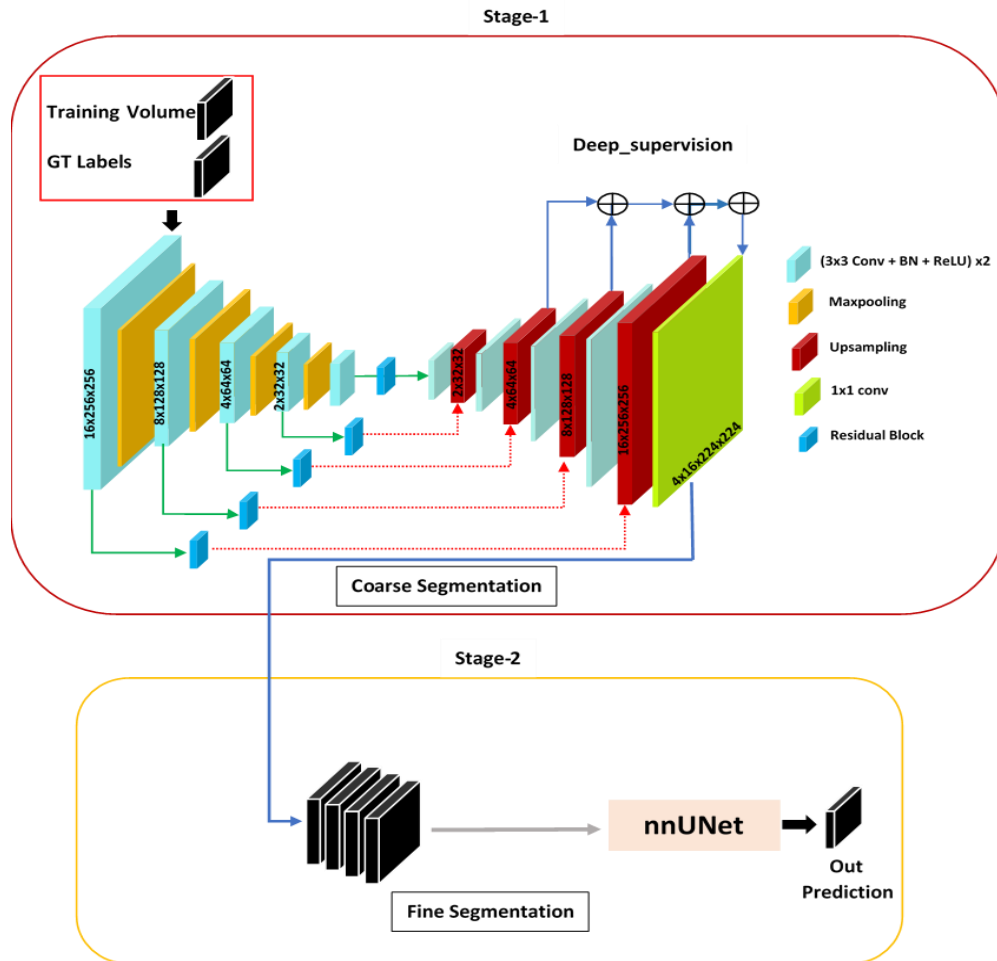 Stage-1
Training Volume
GT Labels
Deep_supervision
(3x3 Conv + BN + ReLU) x2
Maxpooling
Upsampling
1x1 conv
Residual Block
16x256x256
8x128x128
4x64x64
2x32x32
2x32x32
4x64x64
8x128x128
16x256x256
4x16x224x224
Coarse Segmentation
Stage-2
nnUNet
Out
Prediction
Fine Segmentation